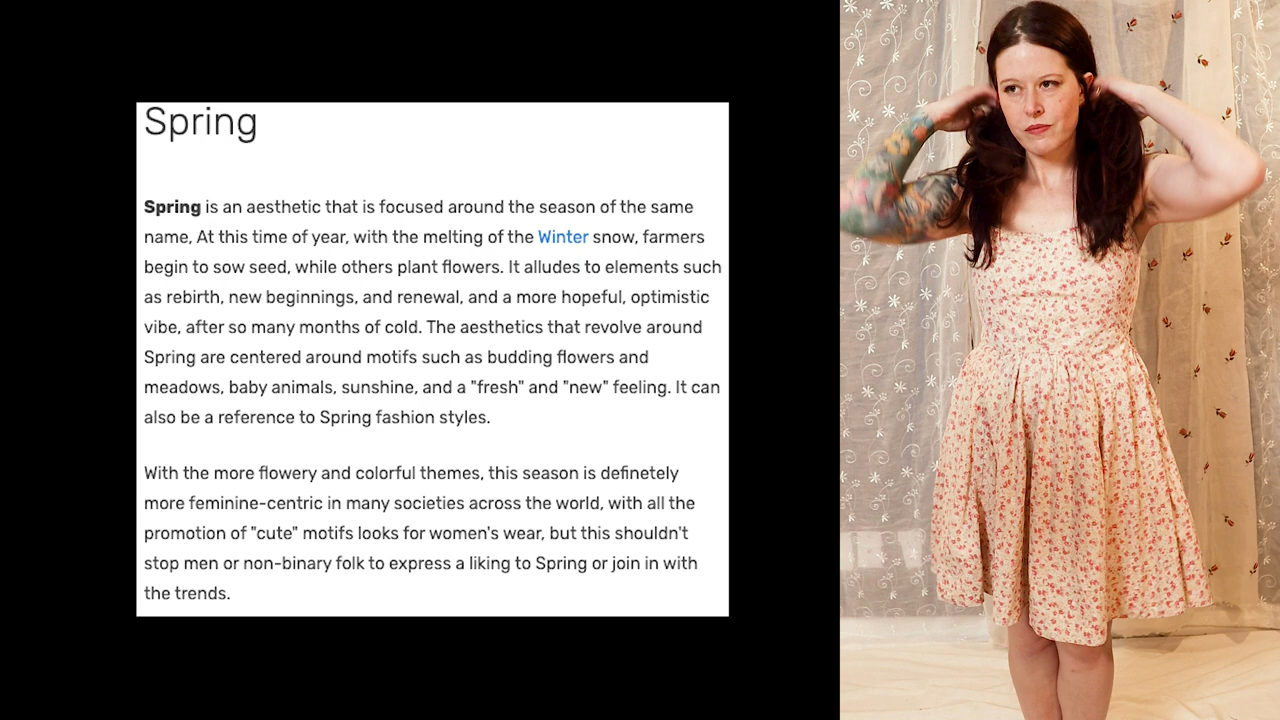 Spring
Spring is an aesthetic that is focused around the season of the same
name, At this time of year, with the melting of the Winter snow, farmers
begin to sow seed, while others plant flowers. It alludes to elements such
as rebirth, new beginnings, and renewal, and a more hopeful, optimistic
vibe, after so many months of cold. The aesthetics that revolve around
Spring are centered around motifs such as budding flowers and
meadows, baby animals, sunshine, and a "fresh" and "new" feeling. It can
also be a reference to Spring fashion styles.
With the more flowery and colorful themes, this season is definetely
more feminine-centric in many societies across the world, with all the
promotion of "cute" motifs looks for women's wear, but this shouldn't
stop men or non-binary folk to express a liking to Spring or join in with
the trends.